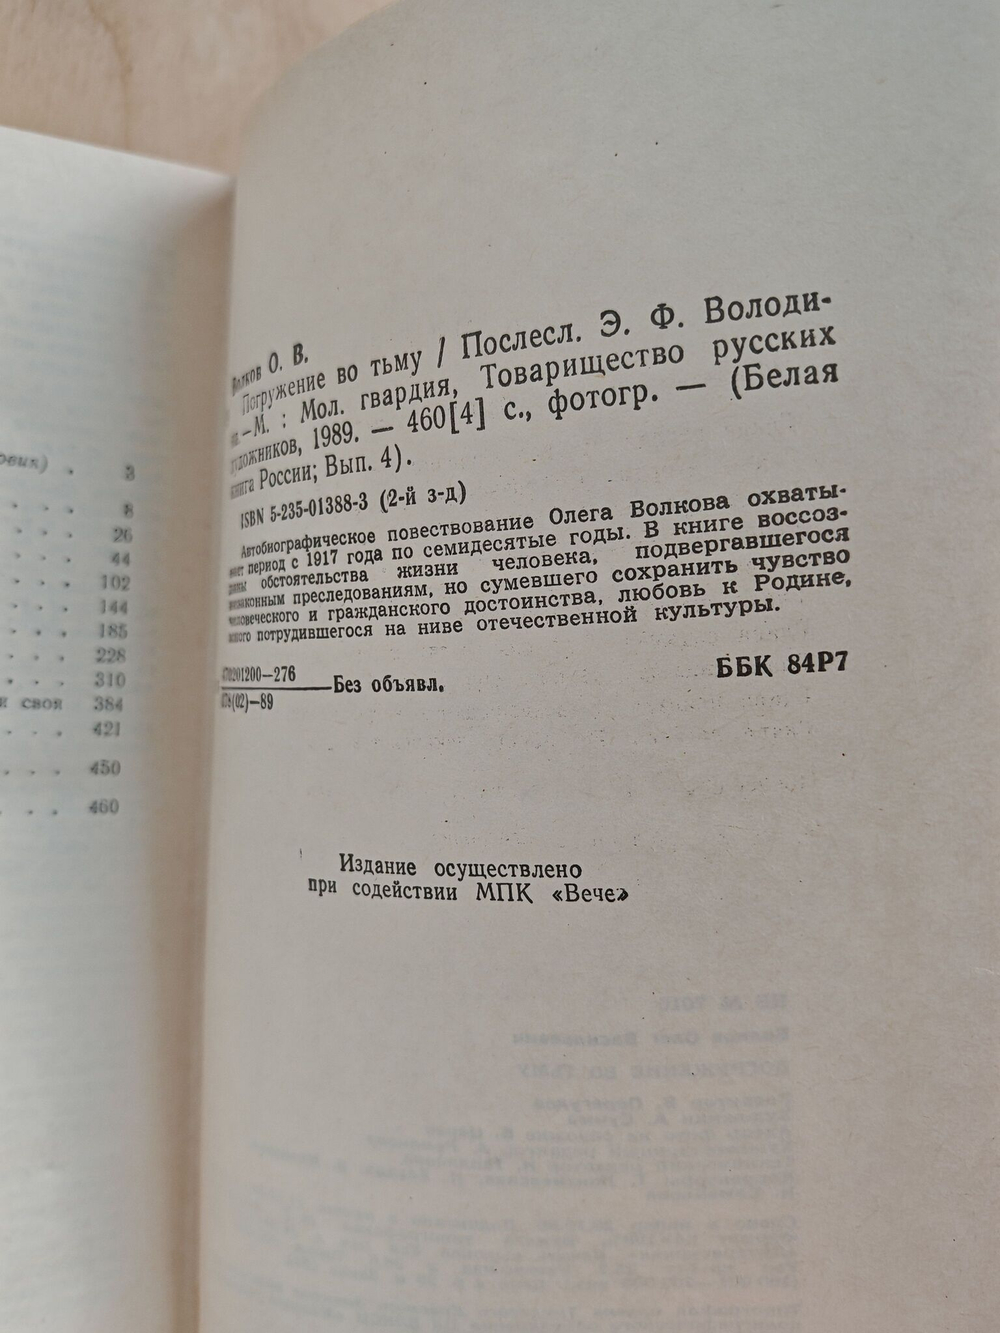 овик) . 3
. . 8
. . . 26
. . . 44
. . . 102
. . . 144
. . . 185
. . . 228
. . . 310
и своя 384
. . . 421
. . . 450
. . . 460
Волков О. В.
Погружение во тьму / Послесл. Э. Ф. Володи-
на —М. : Мол. гвардия, Товарищество русских
художников, 1989. — 460[4] с., фотогр. — (Белая
книга России; Вып. 4).
ISBN 5-235-01388-3 (2-й з-д)
Автобиографическое повествование Олега Волкова охваты-
вает период с 1917 года по семидесятые годы. В книге воссоз-
даны обстоятельства жизни человека, подвергавшегося
незаконным преследованиям, но сумевшего сохранить чувство
человеческого и гражданского достоинства, любовь к Родине,
много потрудившегося на ниве отечественной культуры.
470201200—276
078(02)—89
Без объявл.
ББК 84Р7
Издание осуществлено
при содействии МПК «Вече»